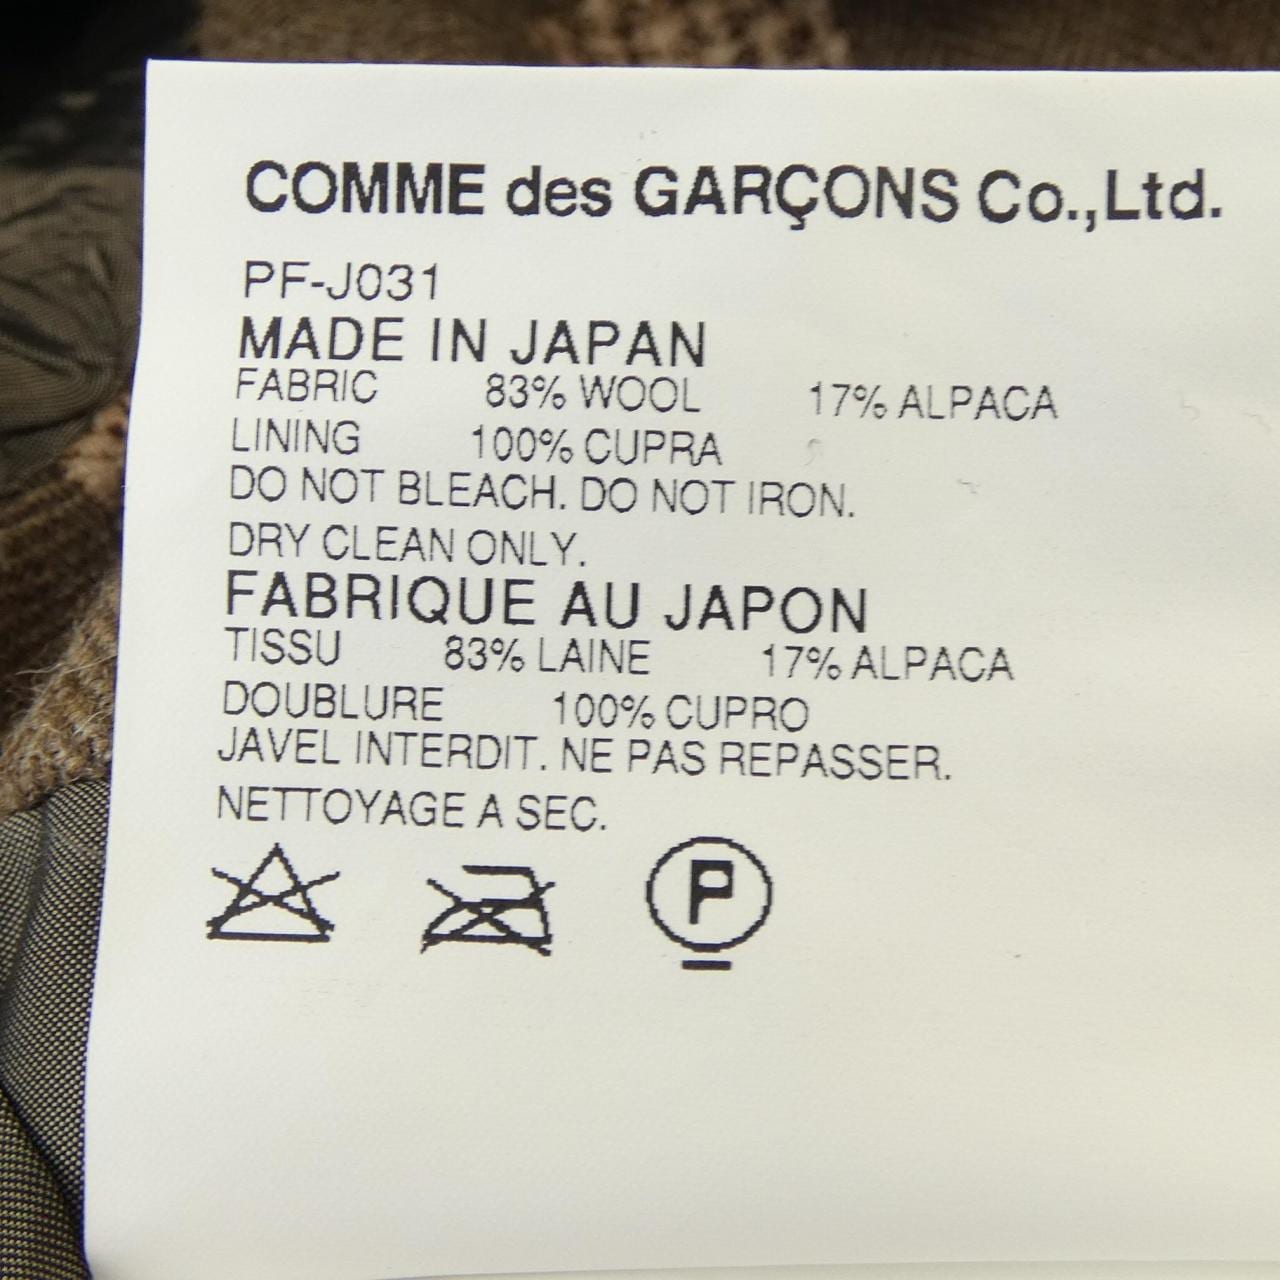 COMME des GARÇONS Co.,Ltd.
PF-J031
MADE IN JAPAN
FABRIC 83% WOOL 17% ALPACA
LINING 100% CUPRA
DO NOT BLEACH. DO NOT IRON.
DRY CLEAN ONLY.
FABRIQUE AU JAPON
TISSU 83% LAINE 17% ALPACA
DOUBLURE 100% CUPRO
JAVEL INTERDIT. NE PAS REPASSER.
NETTOYAGE A SEC.
P